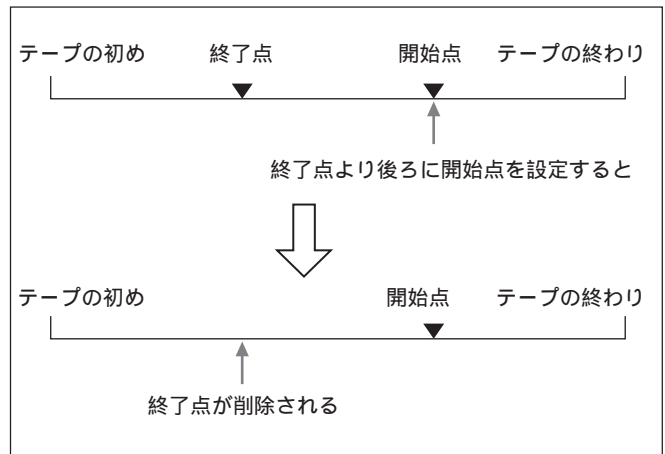 テープの初め 終了点 開始点 テープの終わり
終了点より後ろに開始点を設定すると
テープの初め 開始点 テープの終わり
終了点が削除される